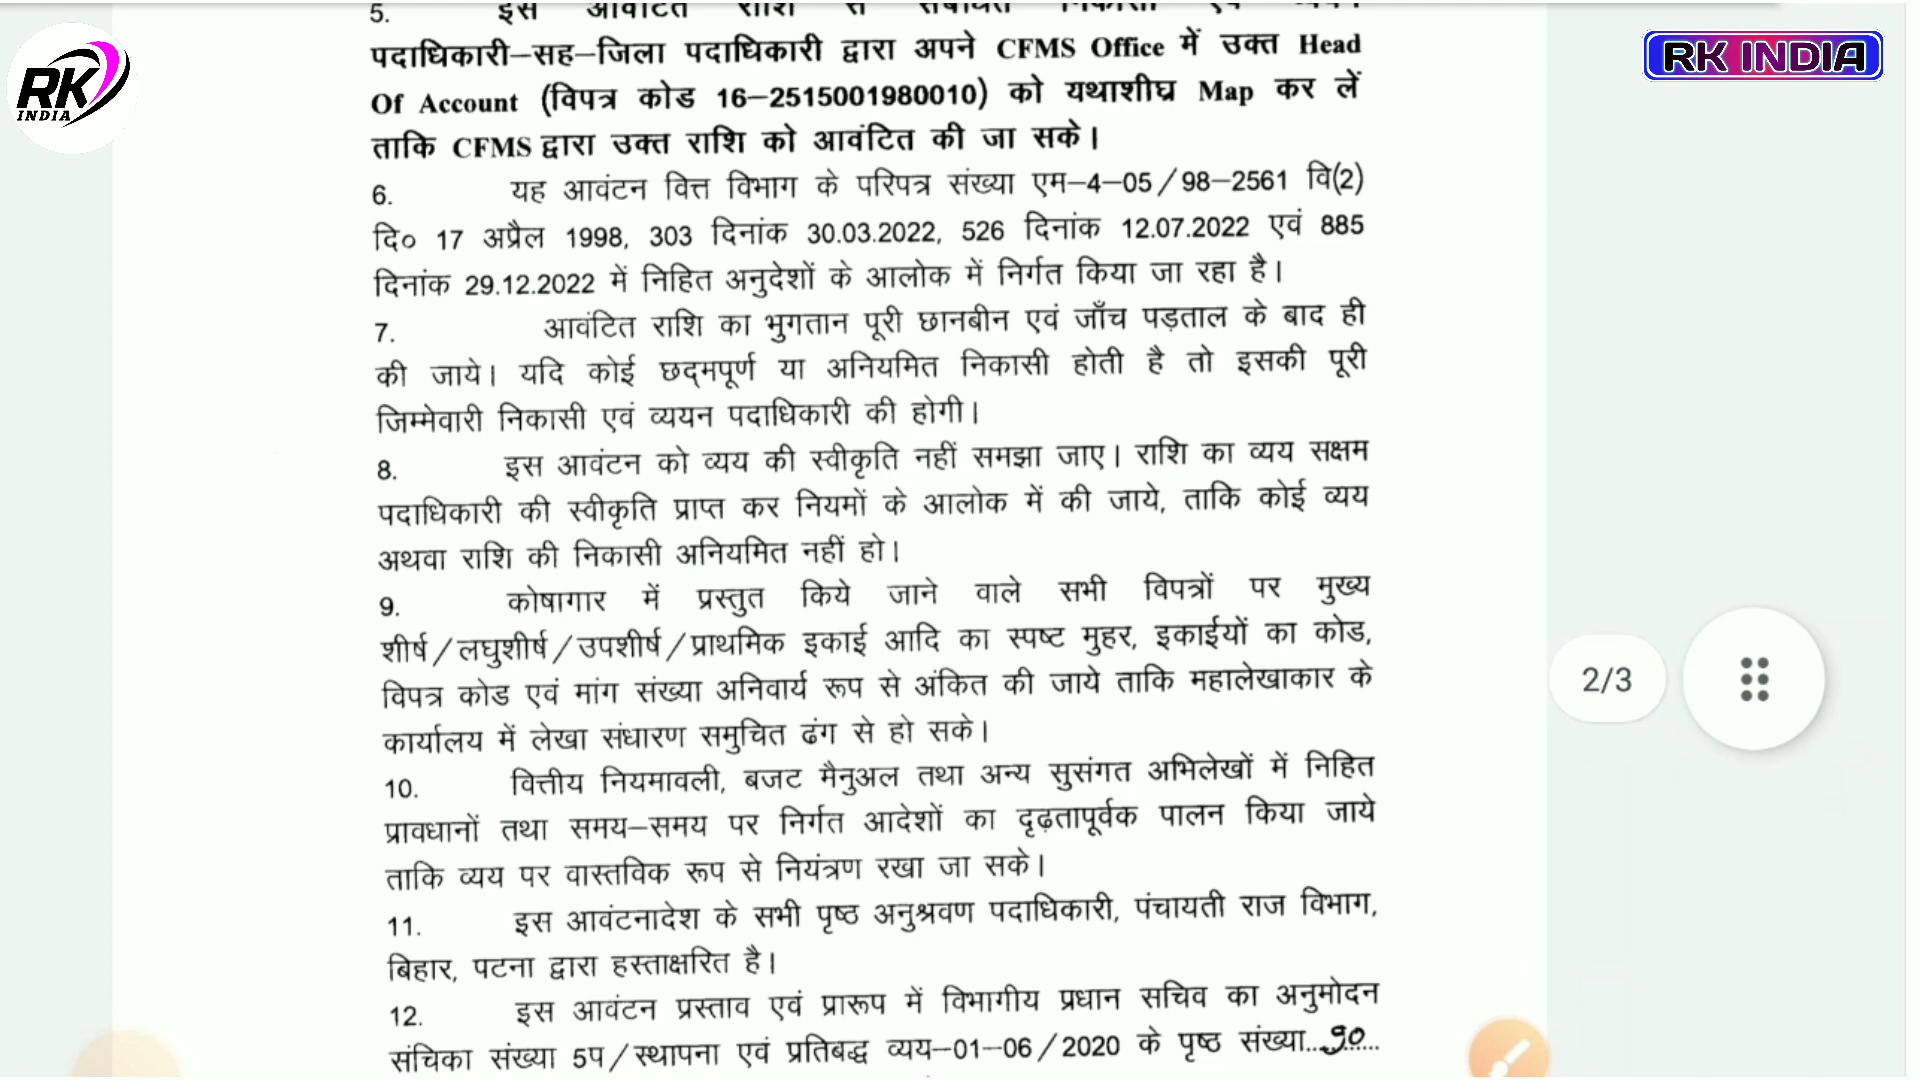 5. इस आवंटित राशि से संबंधित निकासी एवं व्ययन
पदाधिकारी–सह–जिला पदाधिकारी द्वारा अपने CFMS Office में उक्त Head
Of Account (विपत्र कोड 16–2515001980010) को यथाशीघ्र Map कर लें
ताकि CFMS द्वारा उक्त राशि को आवंटित की जा सके।
6. यह आवंटन वित्त विभाग के परिपत्र संख्या एम–4–05/98–2561 वि(2)
दि० 17 अप्रैल 1998, 303 दिनांक 30.03.2022, 526 दिनांक 12.07.2022 एवं 885
दिनांक 29.12.2022 में निहित अनुदेशों के आलोक में निर्गत किया जा रहा है।
7. आवंटित राशि का भुगतान पूरी छानबीन एवं जाँच पड़ताल के बाद ही
की जाये। यदि कोई छद्मपूर्ण या अनियमित निकासी होती है तो इसकी पूरी
जिम्मेवारी निकासी एवं व्ययन पदाधिकारी की होगी।
8. इस आवंटन को व्यय की स्वीकृति नहीं समझा जाए। राशि का व्यय सक्षम
पदाधिकारी की स्वीकृति प्राप्त कर नियमों के आलोक में की जाये, ताकि कोई व्यय
अथवा राशि की निकासी अनियमित नहीं हो।
9. कोषागार में प्रस्तुत किये जाने वाले सभी विपत्रों पर मुख्य
शीर्ष/लघुशीर्ष/उपशीर्ष/प्राथमिक इकाई आदि का स्पष्ट मुहर, इकाईयों का कोड,
विपत्र कोड एवं मांग संख्या अनिवार्य रूप से अंकित की जाये ताकि महालेखाकार के
कार्यालय में लेखा संधारण समुचित ढंग से हो सके।
10. वित्तीय नियमावली, बजट मैनुअल तथा अन्य सुसंगत अभिलेखों में निहित
प्रावधानों तथा समय–समय पर निर्गत आदेशों का दृढ़तापूर्वक पालन किया जाये
ताकि व्यय पर वास्तविक रूप से नियंत्रण रखा जा सके।
11. इस आवंटनादेश के सभी पृष्ठ अनुश्रवण पदाधिकारी, पंचायती राज विभाग,
बिहार, पटना द्वारा हस्ताक्षरित है।
12. इस आवंटन प्रस्ताव एवं प्रारूप में विभागीय प्रधान सचिव का अनुमोदन
संचिका संख्या 5प/स्थापना एवं प्रतिबद्ध व्यय–01–06/2020 के पृष्ठ संख्या...90.....
RK
INDIA
RK INDIA
2/3